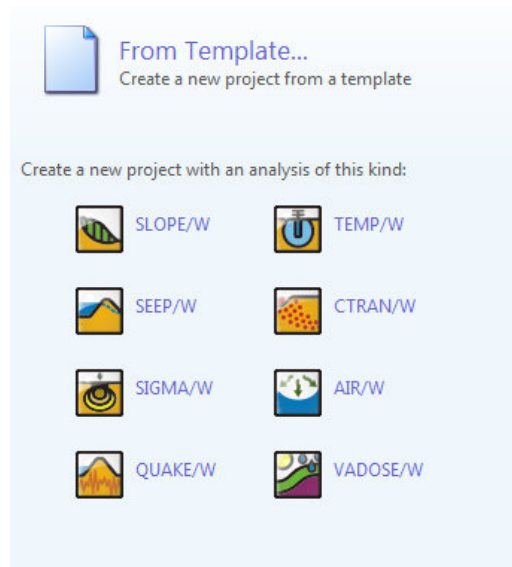 From Template...
Create a new project from a template
Create a new project with an analysis of this kind:
SLOPE/W
TEMP/W
SEEP/W
CTRAN/W
SIGMA/W
AIR/W
QUAKE/W
VADOSE/W